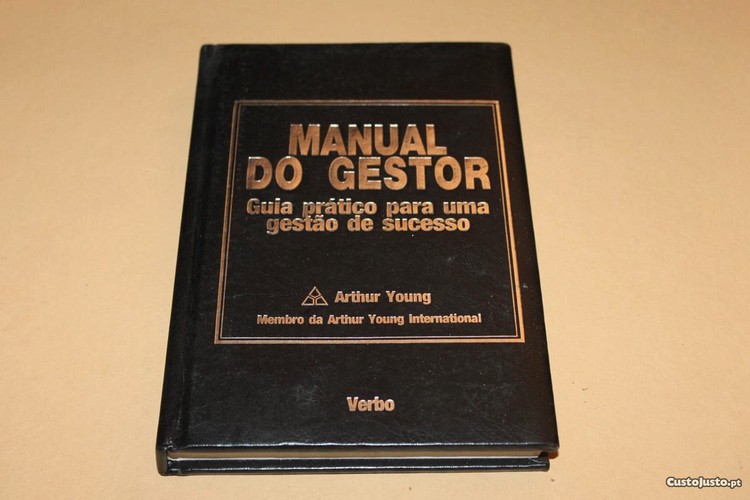 MANUAL
DO GESTOR
Guia prático para uma
gestão de sucesso
Arthur Young
Membro da Arthur Young International
Verbo
CustoJusto.pt